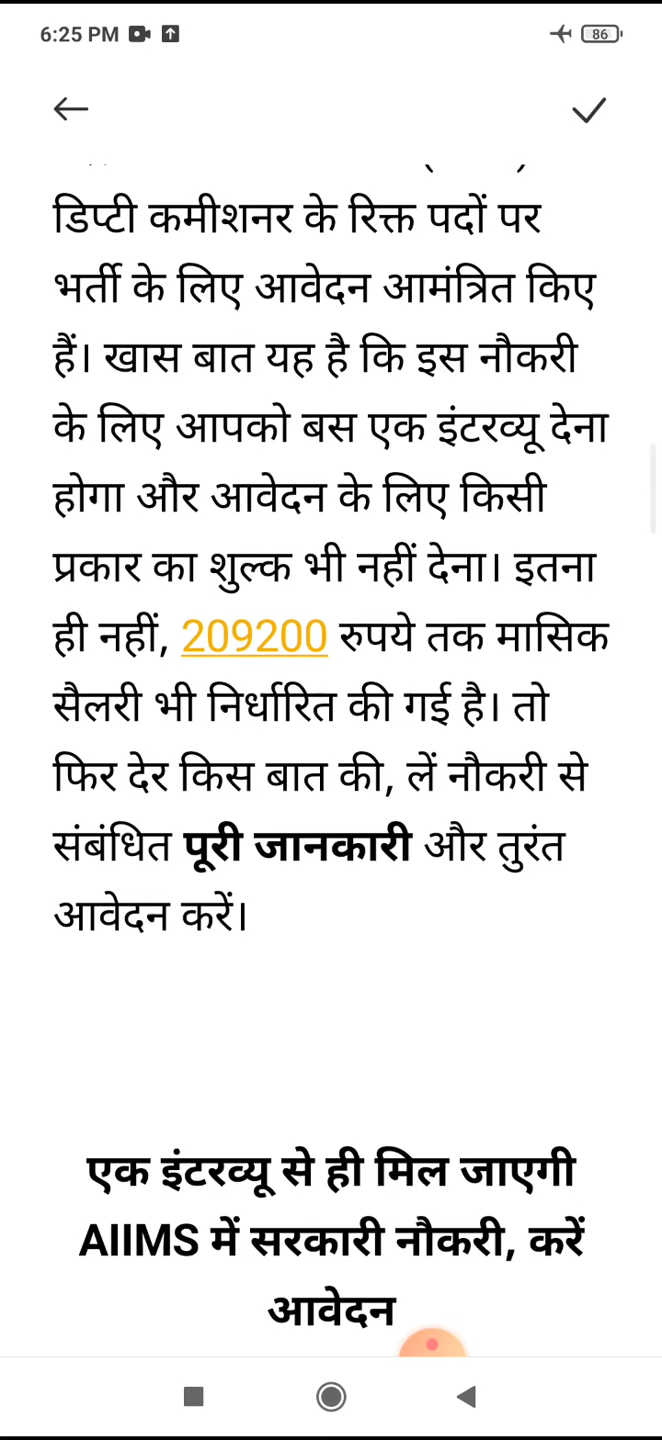 6:25 PM
86
डिप्टी कमीशनर के रिक्त पदों पर
भर्ती के लिए आवेदन आमंत्रित किए
हैं। खास बात यह है कि इस नौकरी
के लिए आपको बस एक इंटरव्यू देना
होगा और आवेदन के लिए किसी
प्रकार का शुल्क भी नहीं देना। इतना
ही नहीं, 209200 रुपये तक मासिक
सैलरी भी निर्धारित की गई है। तो
फिर देर किस बात की, लें नौकरी से
संबंधित पूरी जानकारी और तुरंत
आवेदन करें।
एक इंटरव्यू से ही मिल जाएगी
AIIMS में सरकारी नौकरी, करें
आवेदन